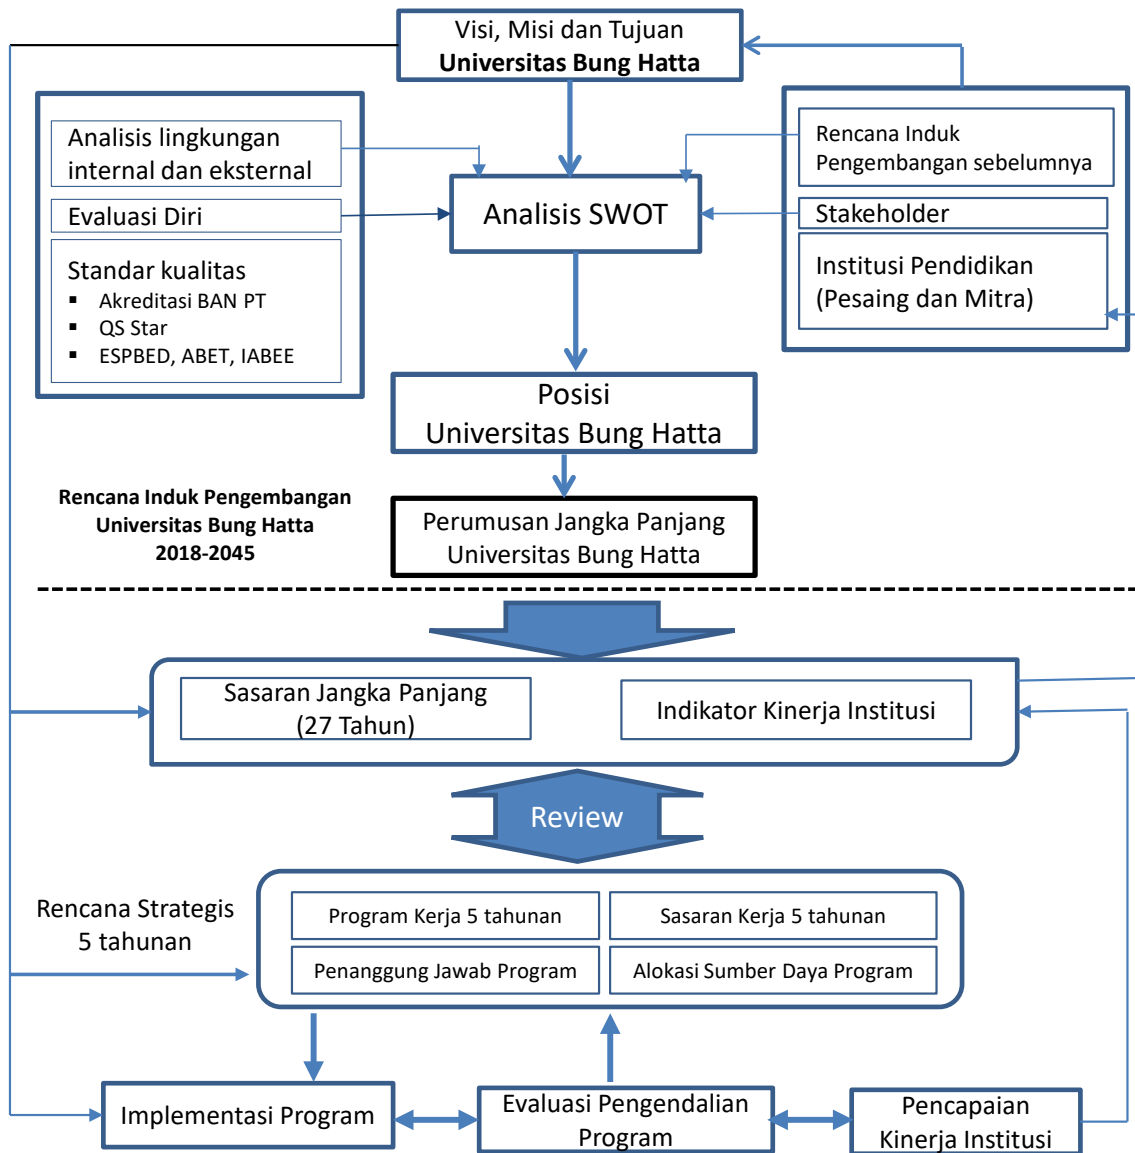 Visi, Misi dan Tujuan
Universitas Bung Hatta
Analisis lingkungan
internal dan eksternal
Evaluasi Diri
Standar kualitas
▪ Akreditasi BAN PT
▪ QS Star
▪ ESPBED, ABET, IABEE
Analisis SWOT
Rencana Induk
Pengembangan sebelumnya
Stakeholder
Institusi Pendidikan
(Pesaing dan Mitra)
Posisi
Universitas Bung Hatta
Rencana Induk Pengembangan
Universitas Bung Hatta
2018-2045
Perumusan Jangka Panjang
Universitas Bung Hatta
Sasaran Jangka Panjang
(27 Tahun)
Indikator Kinerja Institusi
Review
Rencana Strategis
5 tahunan
Program Kerja 5 tahunan
Sasaran Kerja 5 tahunan
Penanggung Jawab Program
Alokasi Sumber Daya Program
Implementasi Program
Evaluasi Pengendalian
Program
Pencapaian
Kinerja Institusi